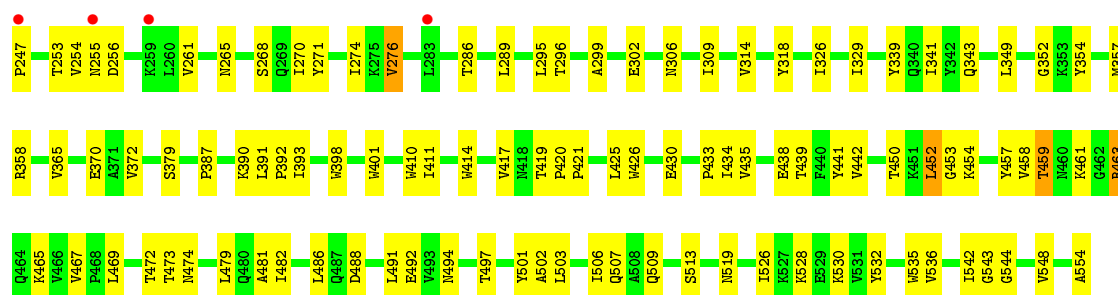 P247 T253 V254 N255 D256 K259 L260 V261 N265 S268 Q269 I270 Y271 I274 K275 V276 L283 T286 L289 L295 T296 A299 E302 N306 I309 V314 Y318 I326 I329 Y339 Q340 I341 Y342 Q343 L349 G352 K353 Y354 M357
R358 V365 E370 A371 V372 S379 P387 K390 L391 P392 I393 W398 W401 W410 I411 W414 V417 N418 T419 P420 P421 L425 W426 E430 P433 I434 V435 E438 T439 F440 Y441 V442 T450 K451 L452 G453 K454 Y457 V458 T459 N460 K461 G462 R463
Q464 K465 V466 V467 P468 L469 T472 T473 N474 L479 Q480 A481 I482 L486 Q487 D488 L491 E492 V493 N494 T497 Y501 A502 L503 I506 Q507 A508 Q509 S513 N519 I526 K527 K528 E529 K530 V531 Y532 W535 V536 I542 G543 G544 V548 A554